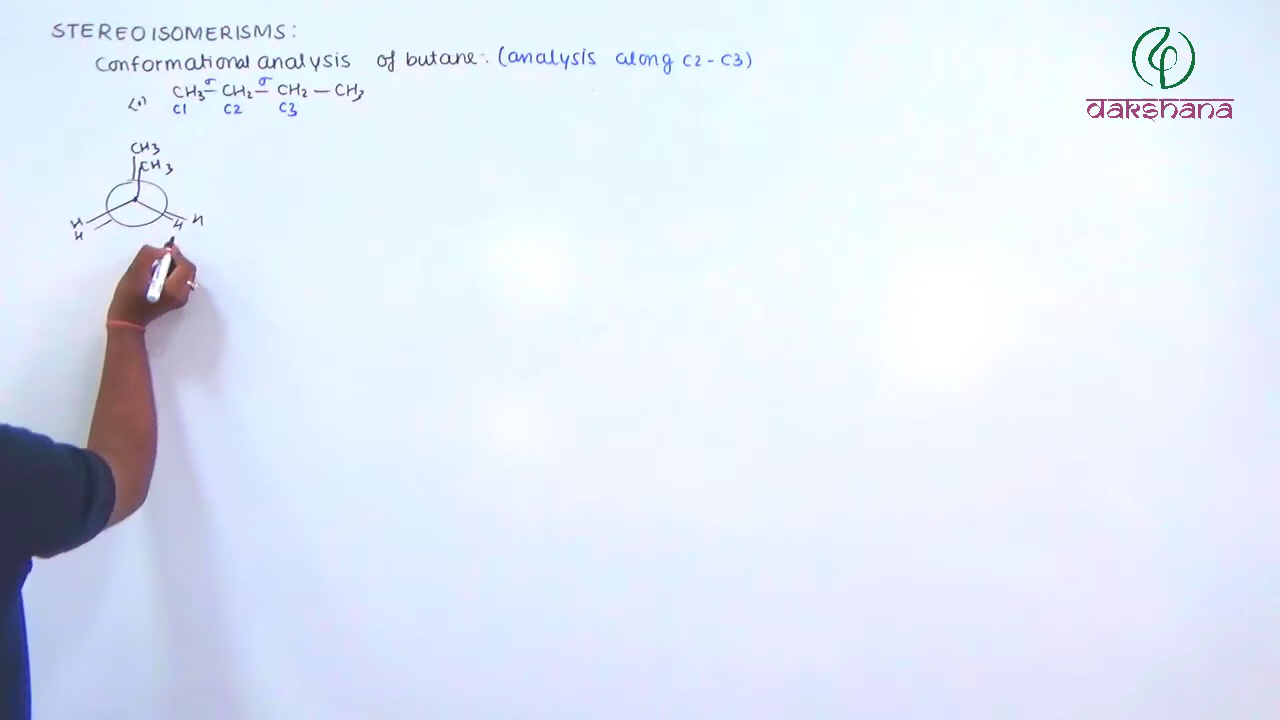 STEREOISOMERISMS:
Conformational analysis of butane:- (analysis along C2-C3)
<1> CH3 σ– CH2 σ– CH2 – CH3
C1 C2 C3
CH3
CH3
H H H
H
dakshana